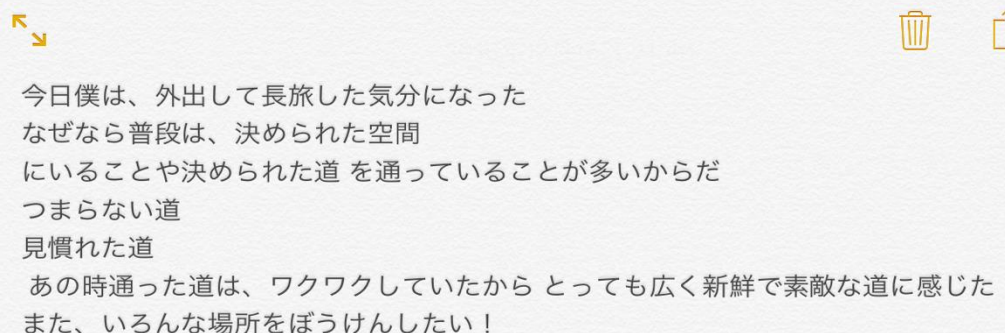 今日僕は、外出して長旅した気分になった
なぜなら普段は、決められた空間
にいることや決められた道 を通っていることが多いからだ
つまらない道
見慣れた道
あの時通った道は、ワクワクしていたから とっても広く新鮮で素敵な道に感じた
また、いろんな場所をぼうけんしたい！